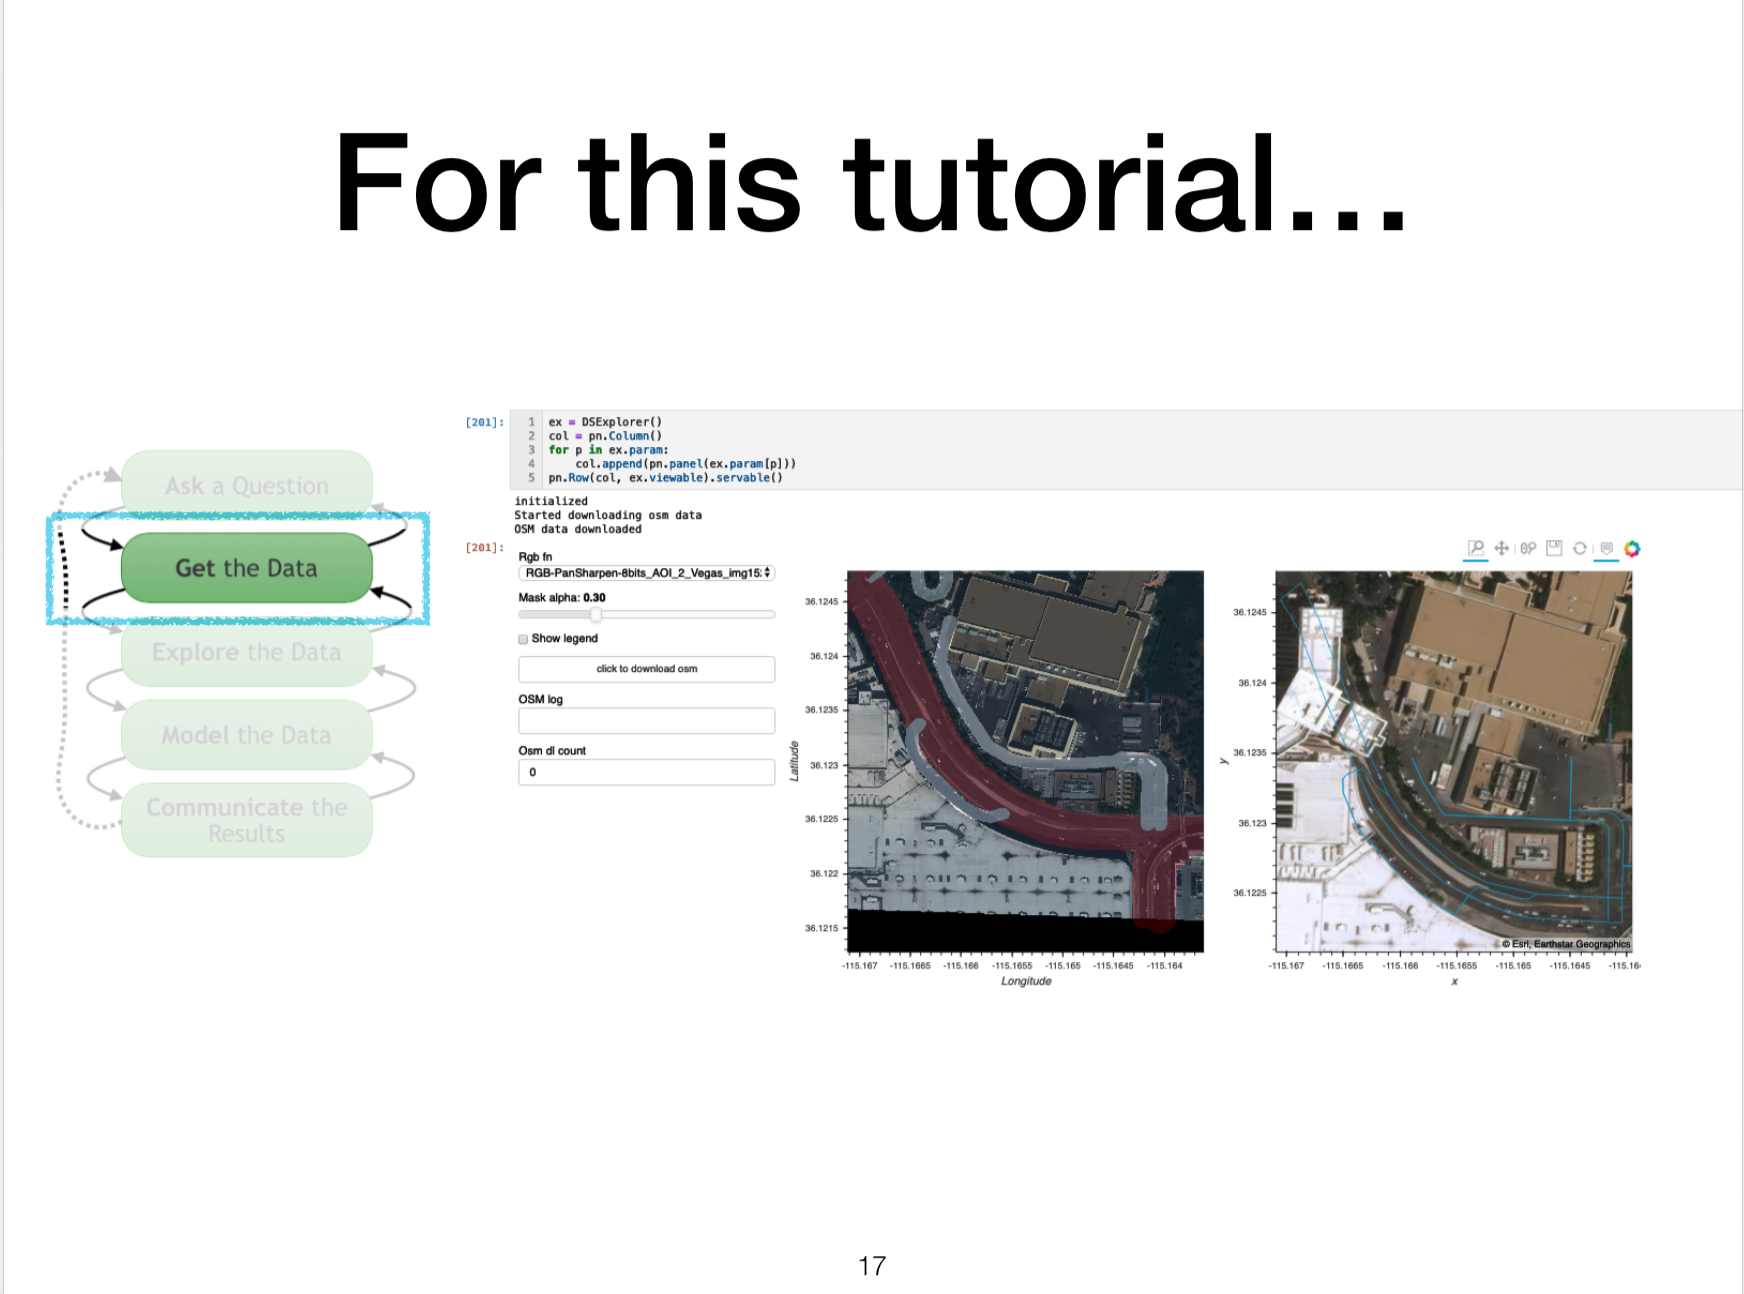 For this tutorial…
Ask a Question
Get the Data
Explore the Data
Model the Data
Communicate the
Results
[201]:
1 ex = DSExplorer()
2 col = pn.Column()
3 for p in ex.param:
4     col.append(pn.panel(ex.param[p]))
5 pn.Row(col, ex.viewable).servable()
initialized
Started downloading osm data
OSM data downloaded
[201]:
Rgb fn
RGB-PanSharpen-8bits_AOI_2_Vegas_img15:
Mask alpha: 0.30
Show legend
click to download osm
OSM log
Osm dl count
0
36.1245
36.124
36.1235
36.123
36.1225
36.122
36.1215
Latitude
-115.167 -115.1665 -115.166 -115.1655 -115.165 -115.1645 -115.164
Longitude
36.1245
36.124
36.1235
36.123
36.1225
y
© Esri, Earthstar Geographics
-115.167 -115.1665 -115.166 -115.1655 -115.165 -115.1645 -115.16
x
17